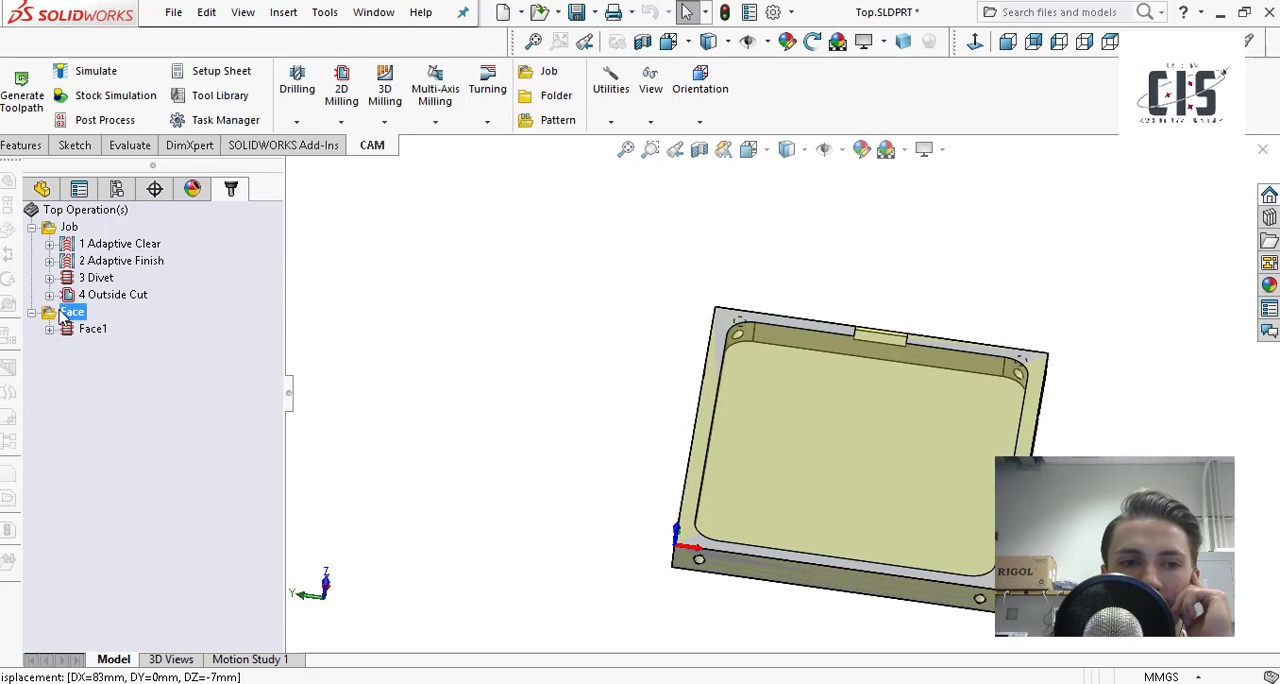 SOLIDWORKS File Edit View Insert Tools Window Help Top.SLDPRT * Search files and models ?
Generate Toolpath
Simulate
Stock Simulation
Post Process
Setup Sheet
Tool Library
Task Manager
Drilling
2D Milling
3D Milling
Multi-Axis Milling
Turning
Job
Folder
Pattern
Utilities
View
Orientation
CIS
Features Sketch Evaluate DimXpert SOLIDWORKS Add-Ins CAM
Top Operation(s)
Job
1 Adaptive Clear
2 Adaptive Finish
3 Divet
4 Outside Cut
Face
Face1
Z
Y
RIGOL
Model 3D Views Motion Study 1
isplacement: [DX=83mm, DY=0mm, DZ=-7mm] MMGS